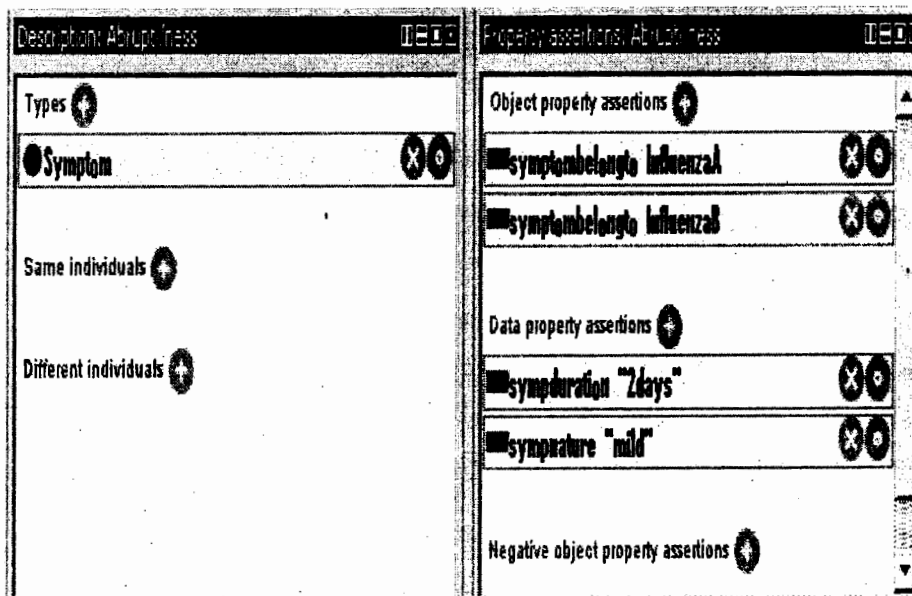 Description: Abruptness
Types
Symptom
Same individuals
Different individuals
Property assertions: Abruptness
Object property assertions
symptombelongto InfluenzaA
symptombelongto InfluenzaB
Data property assertions
sympduration "2days"
sympnature "mild"
Negative object property assertions